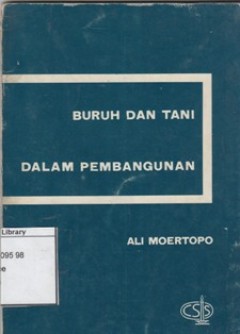 BURUH DAN TANI
DALAM PEMBANGUNAN
Library
095 98
ALI MOERTOPO
CSIS